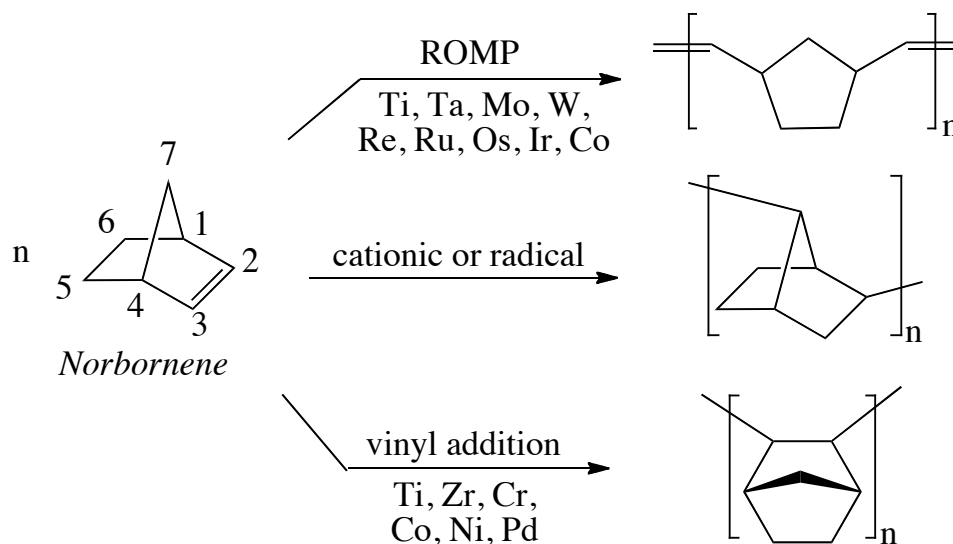 ROMP
Ti, Ta, Mo, W,
Re, Ru, Os, Ir, Co
n
7
6
1
n
2
5
4
3
Norbornene
cationic or radical
n
vinyl addition
Ti, Zr, Cr,
Co, Ni, Pd
n